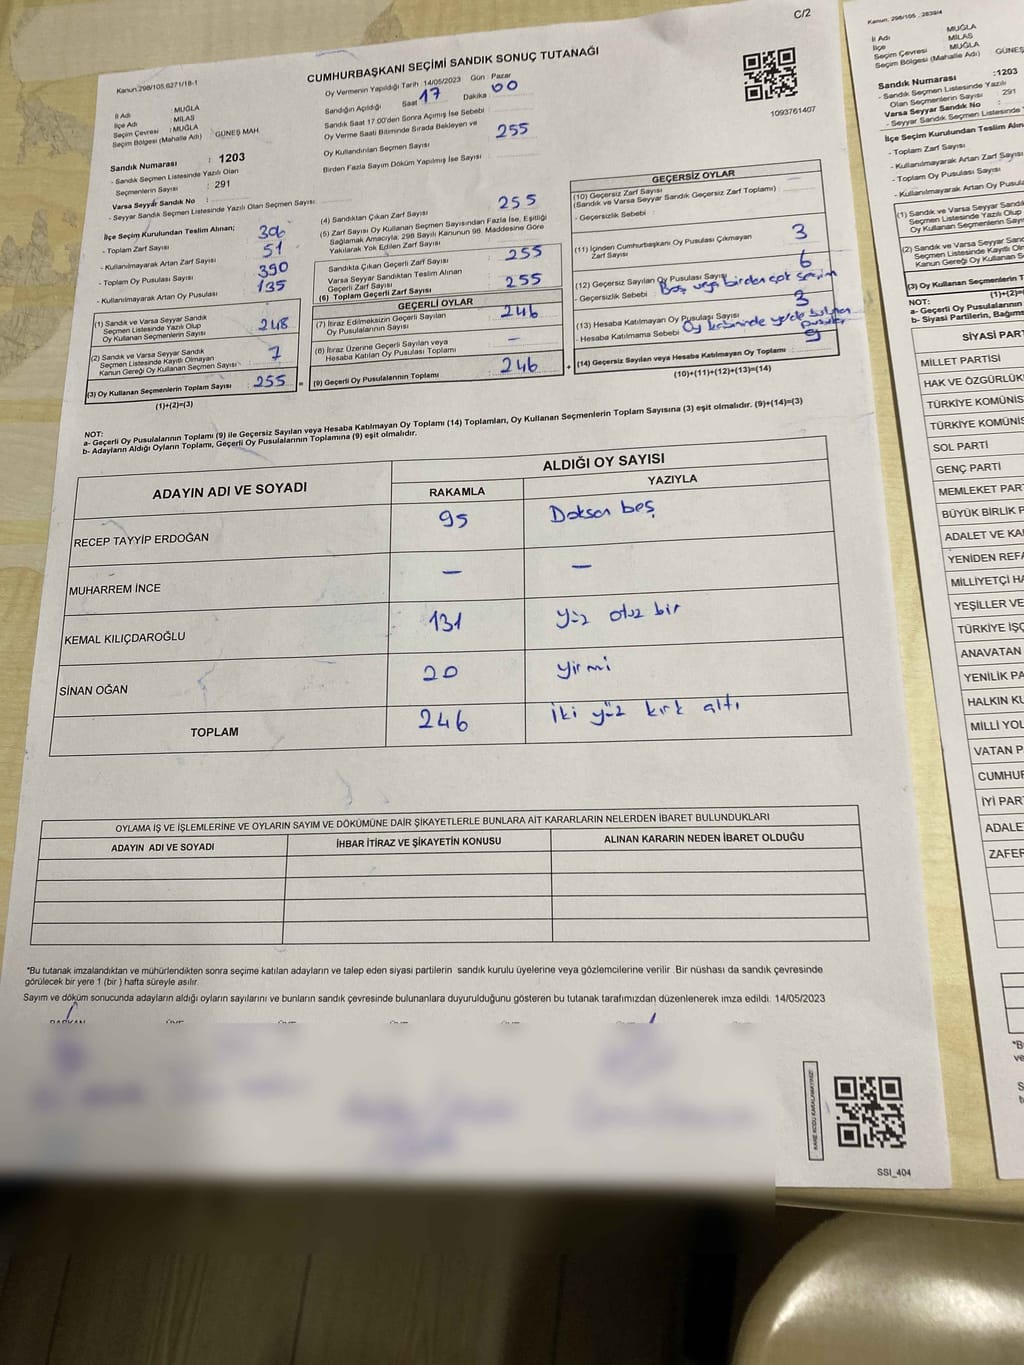 C/2
CUMHURBAŞKANI SEÇİMİ SANDIK SONUÇ TUTANAĞI
Kanun:298/105,6271/18-1
Oy Vermenin Yapıldığı Tarih :14/05/2023 Gün : Pazar
Sandığın Açıldığı Saat 17 Dakika : 00
Sandık Saat 17.00'den Sonra Açılmış İse Sebebi
Oy Verme Saati Bitiminde Sırada Bekleyen ve
Oy Kullandırılan Seçmen Sayısı : 255
Birden Fazla Sayım Döküm Yapılmış İse Sayısı
1093761407
İl Adı : MUĞLA
İlçe Adı : MİLAS
Seçim Çevresi : MUĞLA
Seçim Bölgesi (Mahalle Adı) : GÜNEŞ MAH.
Sandık Numarası : 1203
- Sandık Seçmen Listesinde Yazılı Olan
Seçmenlerin Sayısı : 291
Varsa Seyyar Sandık No :
- Seyyar Sandık Seçmen Listesinde Yazılı Olan Seçmen Sayısı:
İlçe Seçim Kurulundan Teslim Alınan;
- Toplam Zarf Sayısı 306
- Kullanılmayarak Artan Zarf Sayısı 51
- Toplam Oy Pusulası Sayısı 390
- Kullanılmayarak Artan Oy Pusulası 135
(1) Sandık ve Varsa Seyyar Sandık
Seçmen Listesinde Yazılı Olup
Oy Kullanan Seçmenlerin Sayısı : 248
(2) Sandık ve Varsa Seyyar Sandık
Seçmen Listesinde Kayıtlı Olmayan
Kanun Gereği Oy Kullanan Seçmen Sayısı : 7
(3) Oy Kullanan Seçmenlerin Toplam Sayısı : 255 =
(1)+(2)=(3)
(4) Sandıktan Çıkan Zarf Sayısı : 255
(5) Zarf Sayısı Oy Kullanan Seçmen Sayısından Fazla İse, Eşitliği
Sağlamak Amacıyla, 298 Sayılı Kanunun 98. Maddesine Göre
Yakılarak Yok Edilen Zarf Sayısı
Sandıkta Çıkan Geçerli Zarf Sayısı : 255
Varsa Seyyar Sandıktan Teslim Alınan
Geçerli Zarf Sayısı
(6) Toplam Geçerli Zarf Sayısı : 255
GEÇERLİ OYLAR
(7) İtiraz Edilmeksizin Geçerli Sayılan
Oy Pusulalarının Sayısı : 246
(8) İtiraz Üzerine Geçerli Sayılan veya
Hesaba Katılan Oy Pusulası Toplamı : —
(9) Geçerli Oy Pusulalarının Toplamı : 246 +
GEÇERSİZ OYLAR
(10) Geçersiz Zarf Sayısı
(Sandık ve Varsa Seyyar Sandık Geçersiz Zarf Toplamı) : —
- Geçersizlik Sebebi :
(11) İçinden Cumhurbaşkanı Oy Pusulası Çıkmayan
Zarf Sayısı : 3
(12) Geçersiz Sayılan Oy Pusulası Sayısı : 6
- Geçersizlik Sebebi : Boş veya birden çok seçim
(13) Hesaba Katılmayan Oy Pusulası Sayısı : 3
- Hesaba Katılmama Sebebi : Oy kabininde yerde bulunan
pusulalar
(14) Geçersiz Sayılan veya Hesaba Katılmayan Oy Toplamı : 9
(10)+(11)+(12)+(13)=(14)
NOT:
a- Geçerli Oy Pusulalarının Toplamı (9) ile Geçersiz Sayılan veya Hesaba Katılmayan Oy Toplamı (14) Toplamları, Oy Kullanan Seçmenlerin Toplam Sayısına (3) eşit olmalıdır. (9)+(14)=(3)
b- Adayların Aldığı Oyların Toplamı, Geçerli Oy Pusulalarının Toplamına (9) eşit olmalıdır.
ADAYIN ADI VE SOYADI
ALDIĞI OY SAYISI
RAKAMLA YAZIYLA
RECEP TAYYİP ERDOĞAN 95 Doksan beş
MUHARREM İNCE — —
KEMAL KILIÇDAROĞLU 131 yüz otuz bir
SİNAN OĞAN 20 yirmi
TOPLAM 246 iki yüz kırk altı
OYLAMA İŞ VE İŞLEMLERİNE VE OYLARIN SAYIM VE DÖKÜMÜNE DAİR ŞİKAYETLERLE BUNLARA AİT KARARLARIN NELERDEN İBARET BULUNDUKLARI
ADAYIN ADI VE SOYADI İHBAR İTİRAZ VE ŞİKAYETİN KONUSU ALINAN KARARIN NEDEN İBARET OLDUĞU
*Bu tutanak imzalandıktan ve mühürlendikten sonra seçime katılan adayların ve talep eden siyasi partilerin sandık kurulu üyelerine veya gözlemcilerine verilir .Bir nüshası da sandık çevresinde
görülecek bir yere 1 (bir ) hafta süreyle asılır.
Sayım ve döküm sonucunda adayların aldığı oyların sayılarını ve bunların sandık çevresinde bulunanlara duyurulduğunu gösteren bu tutanak tarafımızdan düzenlenerek imza edildi. 14/05/2023
SSI_404
Kanun: 298/105 , 2839/4
İl Adı MUĞLA
İlçe MİLAS
Seçim Çevresi MUĞLA
Seçim Bölgesi (Mahalle Adı) GÜNEŞ
Sandık Numarası :1203
- Sandık Seçmen Listesinde Yazılı
Olan Seçmenlerin Sayısı 291
Varsa Seyyar Sandık No :
- Seyyar Sandık Seçmen Listesinde Yazılı
İlçe Seçim Kurulundan Teslim Alın
- Toplam Zarf Sayısı
- Kullanılmayarak Artan Zarf Sayısı
- Toplam Oy Pusulası Sayısı
- Kullanılmayarak Artan Oy Pusula
(1) Sandık ve Varsa Seyyar Sandı
Seçmen Listesinde Yazılı Olup
Oy Kullanan Seçmenlerin Sayıs
(2) Sandık ve Varsa Seyyar San
Seçmen Listesinde Kayıtlı Ol
Kanun Gereği Oy Kullanan S
(3) Oy Kullanan Seçmenlerin T
(1)+(2)=
NOT:
a- Geçerli Oy Pusulalarının
b- Siyasi Partilerin, Bağıms
SİYASİ PAR
MİLLET PARTİSİ
HAK VE ÖZGÜRLÜK
TÜRKİYE KOMÜNİS
TÜRKİYE KOMÜNİS
SOL PARTİ
GENÇ PARTİ
MEMLEKET PAR
BÜYÜK BİRLİK P
ADALET VE KA
YENİDEN REFA
MİLLİYETÇİ HA
YEŞİLLER VE
TÜRKİYE İŞÇ
ANAVATAN
YENİLİK PA
HALKIN KU
MİLLİ YOL
VATAN P
CUMHUR
İYİ PAR
ADALE
ZAFER